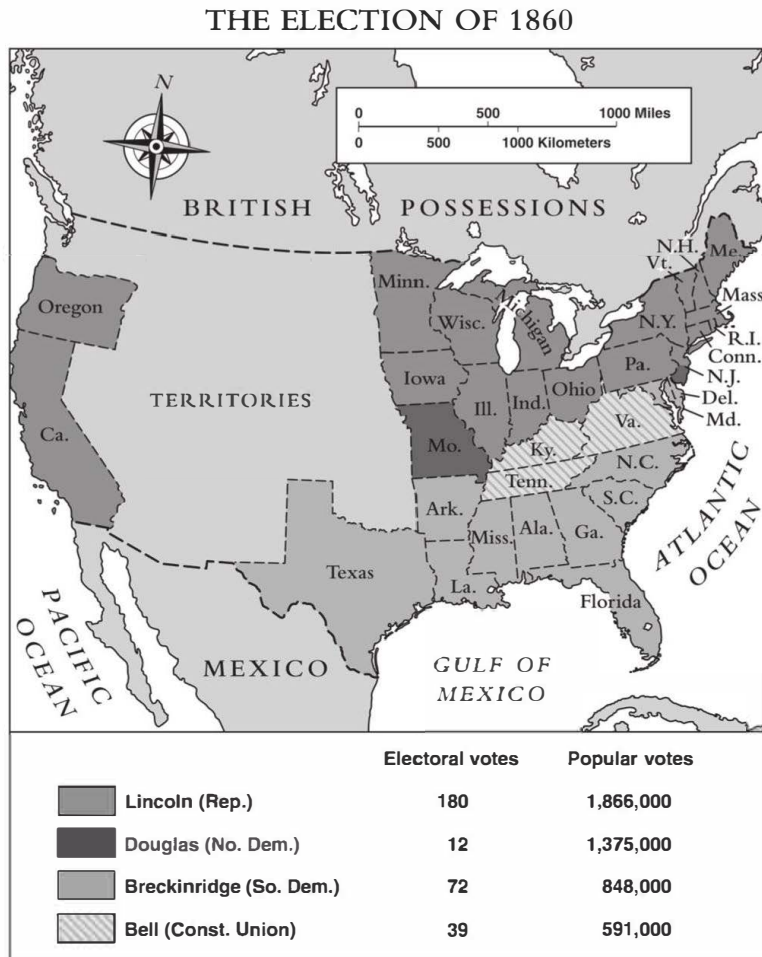 THE ELECTION OF 1860
N
0 500 1000 Miles
0 500 1000 Kilometers
BRITISH POSSESSIONS
Oregon
Ca.
TERRITORIES
Minn.
Wisc.
Michigan
Iowa
Ill.
Ind.
Ohio
Mo.
Ky.
Tenn.
Va.
Pa.
N.Y.
Vt.
N.H.
Me.
Mass
R.I.
Conn.
N.J.
Del.
Md.
N.C.
S.C.
Ark.
Miss.
Ala.
Ga.
Texas
La.
Florida
ATLANTIC
OCEAN
PACIFIC
OCEAN
MEXICO
GULF OF
MEXICO
Electoral votes Popular votes
Lincoln (Rep.) 180 1,866,000
Douglas (No. Dem.) 12 1,375,000
Breckinridge (So. Dem.) 72 848,000
Bell (Const. Union) 39 591,000